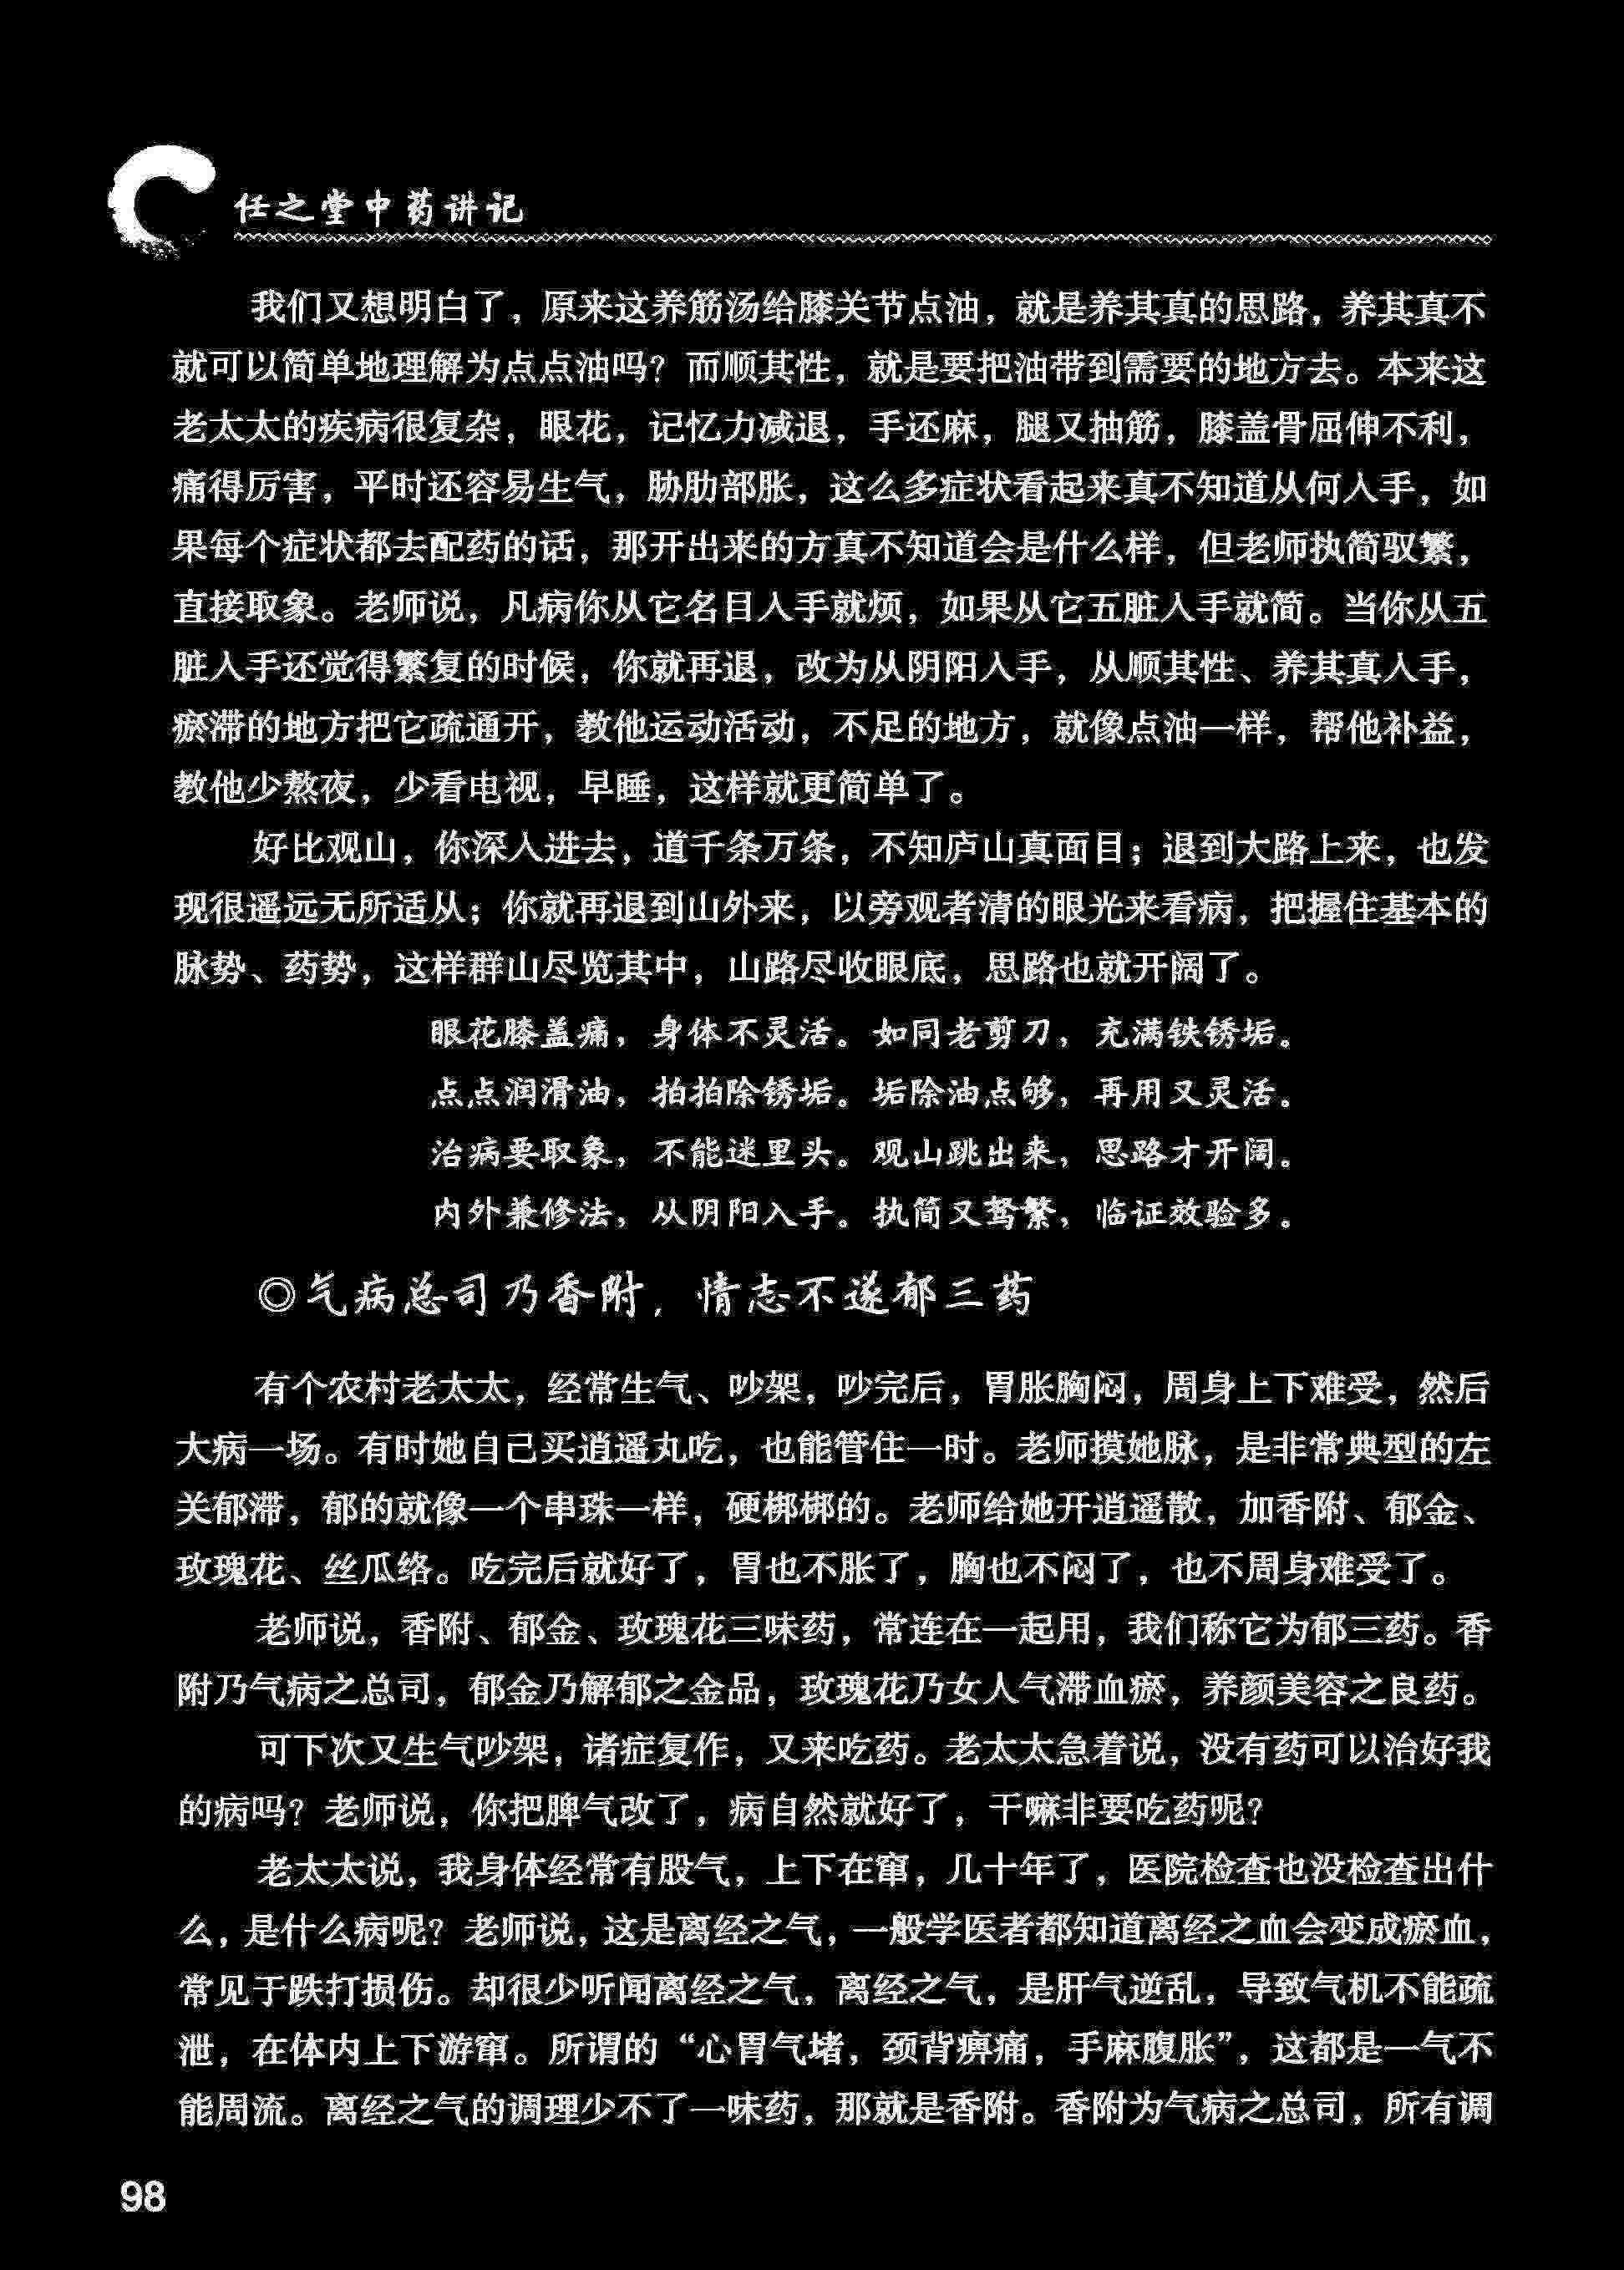 任之堂中药讲记
我们又想明白了，原来这养筋汤给膝关节点油，就是养其真的思路，养其真不
就可以简单地理解为点点油吗？而顺其性，就是要把油带到需要的地方去。本来这
老太太的疾病很复杂，眼花，记忆力减退，手还麻，腿又抽筋，膝盖骨屈伸不利，
痛得厉害，平时还容易生气，胁肋部胀，这么多症状看起来真不知道从何入手，如
果每个症状都去配药的话，那开出来的方真不知道会是什么样，但老师执简驭繁，
直接取象。老师说，凡病你从它名目入手就烦，如果从它五脏入手就简。当你从五
脏入手还觉得繁复的时候，你就再退，改为从阴阳入手，从顺其性、养其真入手，
瘀滞的地方把它疏通开，教他运动活动，不足的地方，就像点油一样，帮他补益，
教他少熬夜，少看电视，早睡，这样就更简单了。
好比观山，你深入进去，道千条万条，不知庐山真面目；退到大路上来，也发
现很遥远无所适从；你就再退到山外来，以旁观者清的眼光来看病，把握住基本的
脉势、药势，这样群山尽览其中，山路尽收眼底，思路也就开阔了。
眼花膝盖痛，身体不灵活。如同老剪刀，充满铁锈垢。
点点润滑油，拍拍除锈垢。垢除油点够，再用又灵活。
治病要取象，不能迷里头。观山跳出来，思路才开阔。
内外兼修法，从阴阳入手。执简又驾繁，临证效验多。
◎气病总司乃香附，情志不遂郁三药
有个农村老太太，经常生气、吵架，吵完后，胃胀胸闷，周身上下难受，然后
大病一场。有时她自己买逍遥丸吃，也能管住一时。老师摸她脉，是非常典型的左
关郁滞，郁的就像一个串珠一样，硬梆梆的。老师给她开逍遥散，加香附、郁金、
玫瑰花、丝瓜络。吃完后就好了，胃也不胀了，胸也不闷了，也不周身难受了。
老师说，香附、郁金、玫瑰花三味药，常连在一起用，我们称它为郁三药。香
附乃气病之总司，郁金乃解郁之金品，玫瑰花乃女人气滞血瘀，养颜美容之良药。
可下次又生气吵架，诸症复作，又来吃药。老太太急着说，没有药可以治好我
的病吗？老师说，你把脾气改了，病自然就好了，干嘛非要吃药呢？
老太太说，我身体经常有股气，上下在窜，几十年了，医院检查也没检查出什
么，是什么病呢？老师说，这是离经之气，一般学医者都知道离经之血会变成瘀血，
常见于跌打损伤。却很少听闻离经之气，离经之气，是肝气逆乱，导致气机不能疏
泄，在体内上下游窜。所谓的“心胃气堵，颈背痹痛，手麻腹胀”，这都是一气不
能周流。离经之气的调理少不了一味药，那就是香附。香附为气病之总司，所有调
98